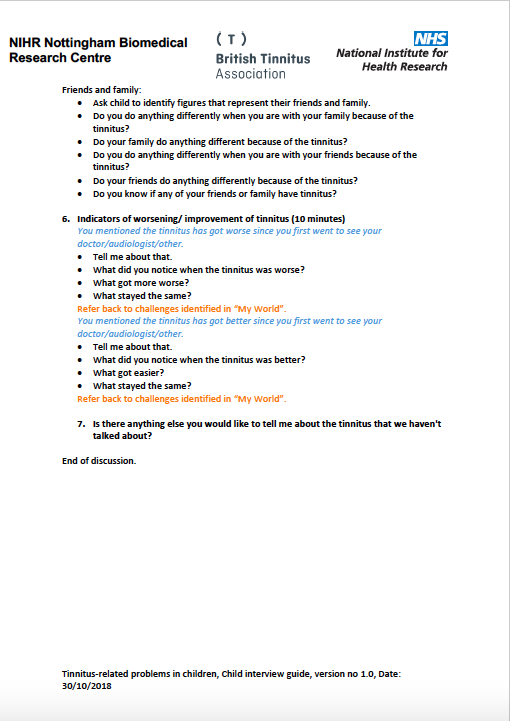 NIHR Nottingham Biomedical
Research Centre
( T )
British Tinnitus
Association
NHS
National Institute for
Health Research
Friends and family:
• Ask child to identify figures that represent their friends and family.
• Do you do anything differently when you are with your family because of the
tinnitus?
• Do your family do anything different because of the tinnitus?
• Do you do anything differently when you are with your friends because of the
tinnitus?
• Do your friends do anything differently because of the tinnitus?
• Do you know if any of your friends or family have tinnitus?
6. Indicators of worsening/ improvement of tinnitus (10 minutes)
You mentioned the tinnitus has got worse since you first went to see your
doctor/audiologist/other.
• Tell me about that.
• What did you notice when the tinnitus was worse?
• What got more worse?
• What stayed the same?
Refer back to challenges identified in “My World”.
You mentioned the tinnitus has got better since you first went to see your
doctor/audiologist/other.
• Tell me about that.
• What did you notice when the tinnitus was better?
• What got easier?
• What stayed the same?
Refer back to challenges identified in “My World”.
7. Is there anything else you would like to tell me about the tinnitus that we haven't
talked about?
End of discussion.
Tinnitus-related problems in children, Child interview guide, version no 1.0, Date:
30/10/2018